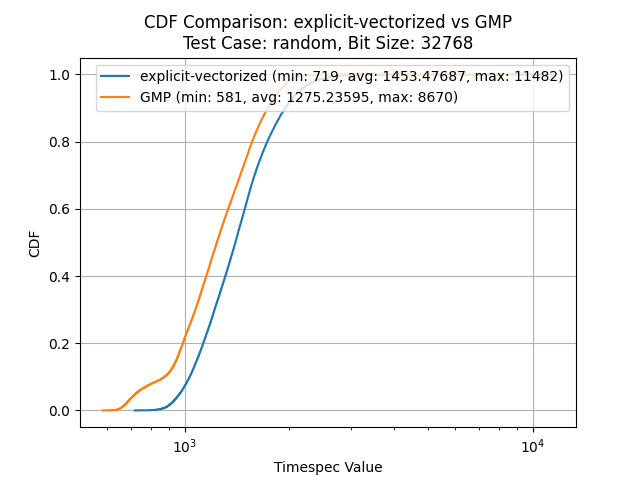 CDF Comparison: explicit-vectorized vs GMP
Test Case: random, Bit Size: 32768
explicit-vectorized (min: 719, avg: 1453.47687, max: 11482)
GMP (min: 581, avg: 1275.23595, max: 8670)
1.0
0.8
0.6
0.4
0.2
0.0
CDF
10³ 10⁴
Timespec Value